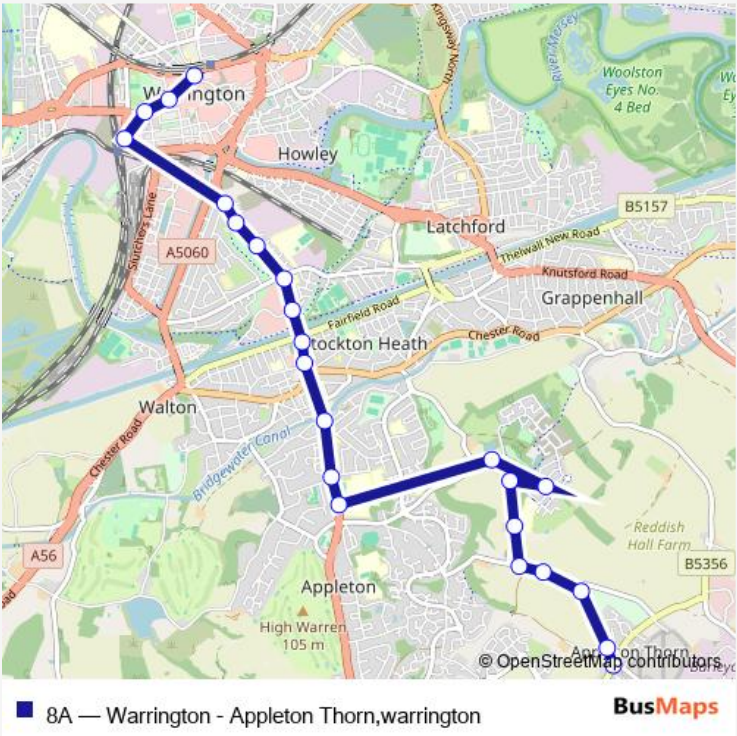 Kingsway North
River Mersey
Woolston
Eyes No.
4 Bed
Howley
B5157
Latchford
Slutchers Lane
A5060
Thelwall New Road
Knutsford Road
Grappenhall
Fairfield Road
Chester Road
tockton Heath
Walton
Chester Road
Bridgewater Canal
Reddish
Hall Farm
A56
B5356
Appleton
High Warren
105 m
© OpenStreetMap contributors
8A — Warrington - Appleton Thorn,warrington
BusMaps